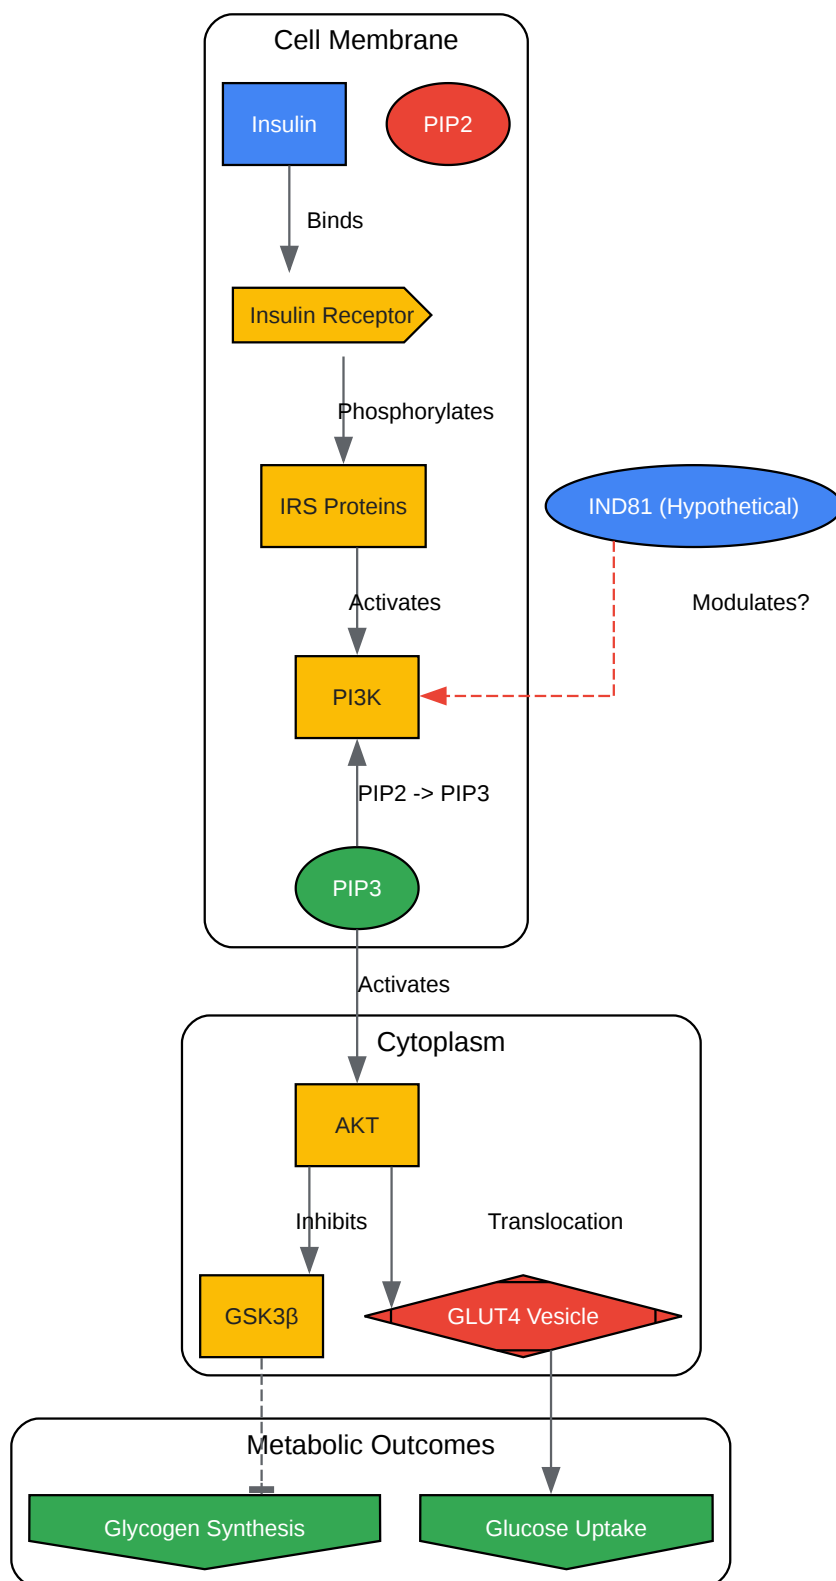 Cell Membrane
Insulin
PIP2
Binds
Insulin Receptor
Phosphorylates
IRS Proteins
IND81 (Hypothetical)
Activates
Modulates?
PI3K
PIP2 -> PIP3
PIP3
Activates
Cytoplasm
AKT
Inhibits
Translocation
GSK3β
GLUT4 Vesicle
Metabolic Outcomes
Glycogen Synthesis
Glucose Uptake